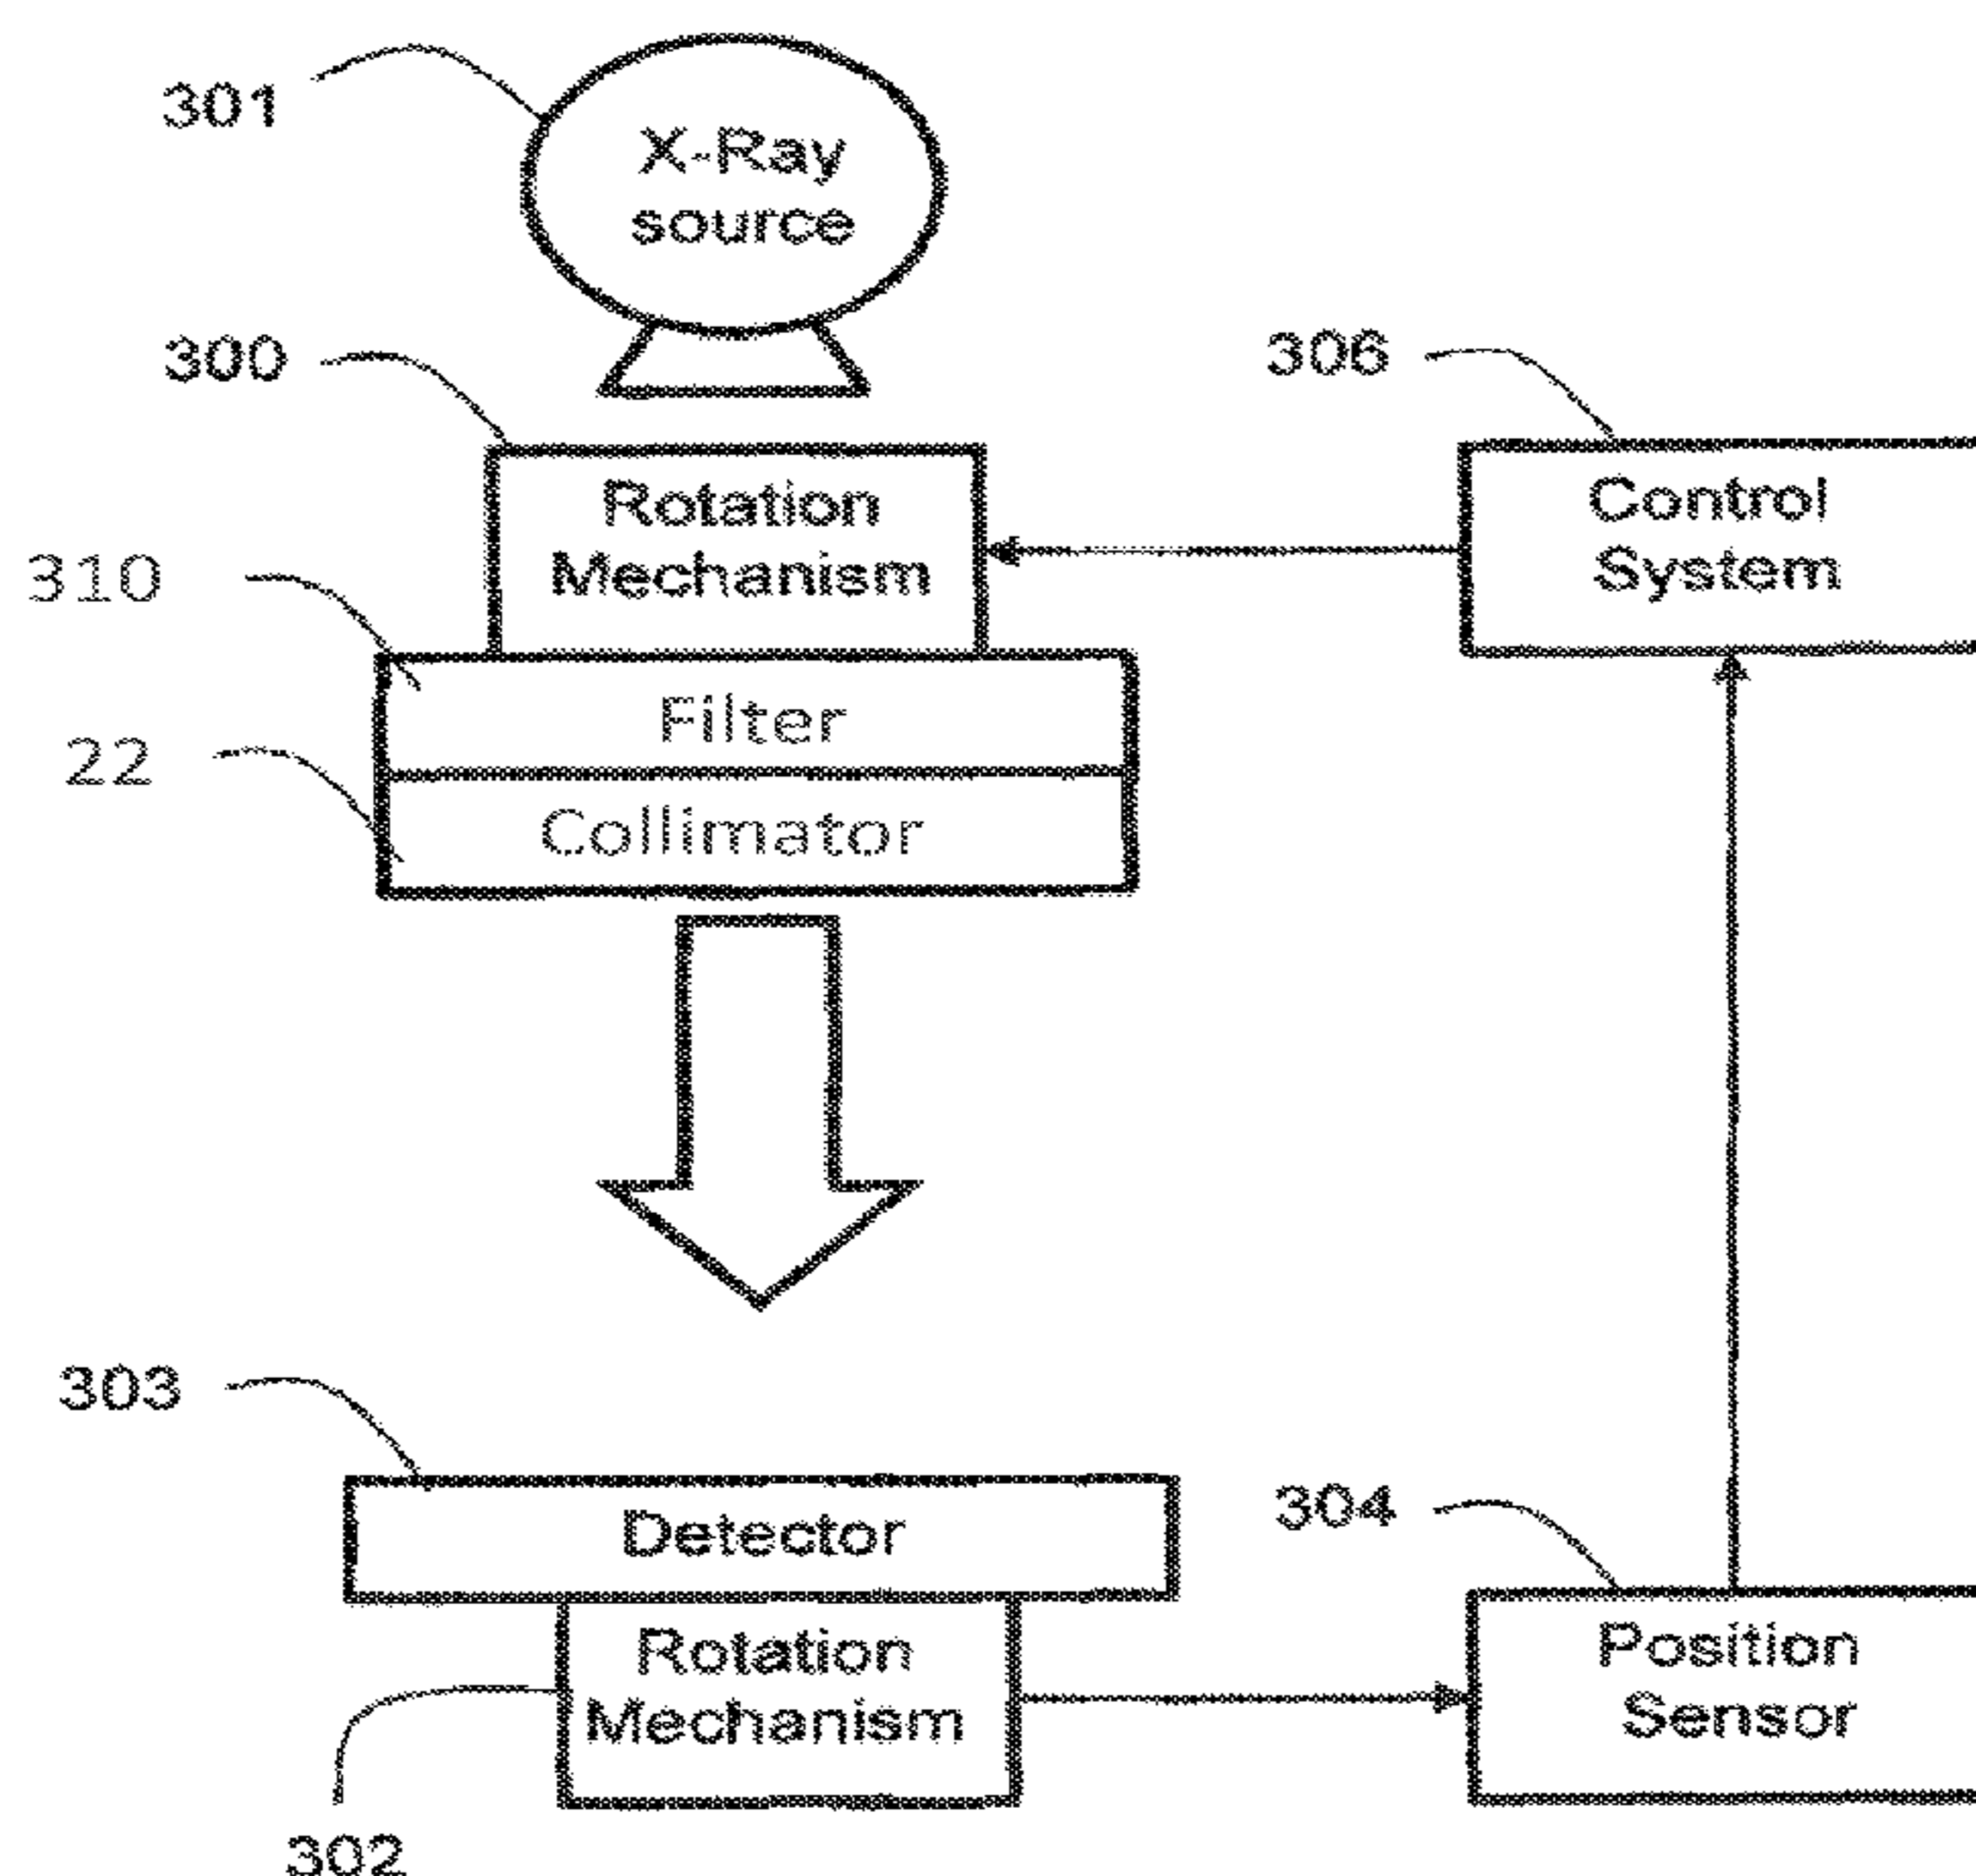 301
X-Ray
source
300
306
Rotation
Mechanism
Control
System
310
Filter
22
Collimator
303
Detector
304
Rotation
Mechanism
Position
Sensor
302